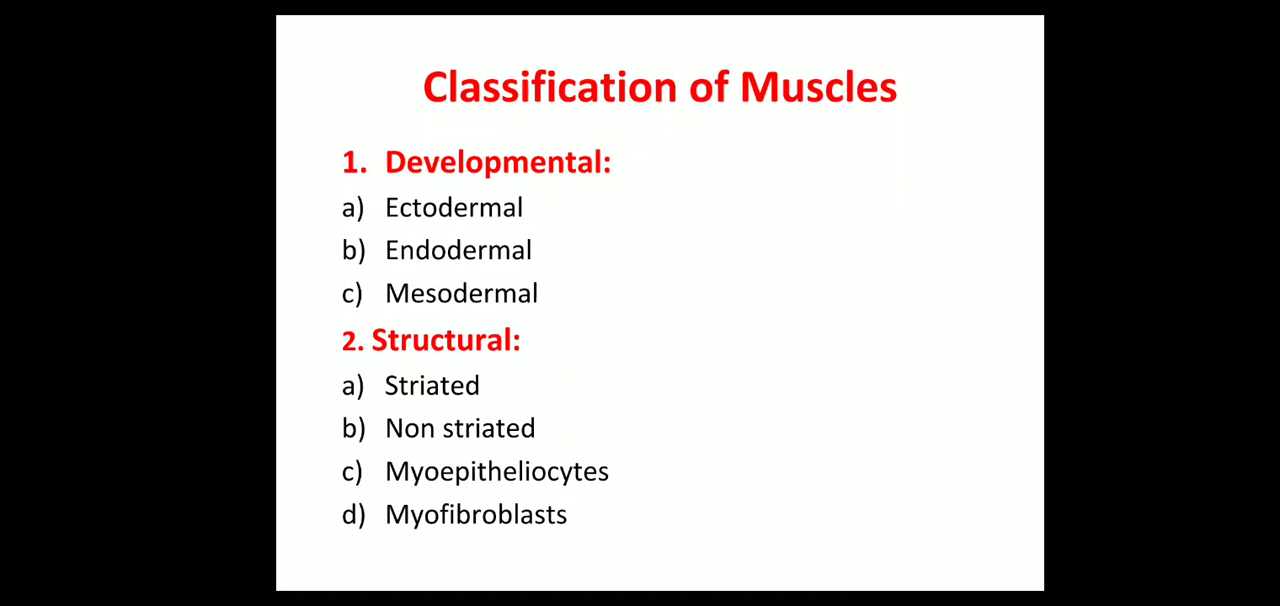 Classification of Muscles
1. Developmental:
a) Ectodermal
b) Endodermal
c) Mesodermal
2. Structural:
a) Striated
b) Non striated
c) Myoepitheliocytes
d) Myofibroblasts